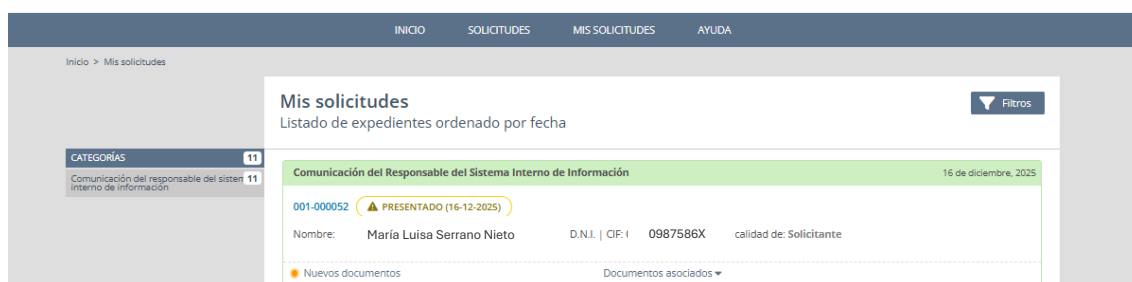 INICIO SOLICITUDES MIS SOLICITUDES AYUDA
Inicio > Mis solicitudes
Mis solicitudes
Filtros
Listado de expedientes ordenado por fecha
CATEGORÍAS 11
Comunicación del responsable del sistem 11
interno de información
Comunicación del Responsable del Sistema Interno de Información 16 de diciembre, 2025
001-000052 PRESENTADO (16-12-2025)
Nombre: María Luisa Serrano Nieto D.N.I. | CIF: 0987586X calidad de: Solicitante
Nuevos documentos Documentos asociados